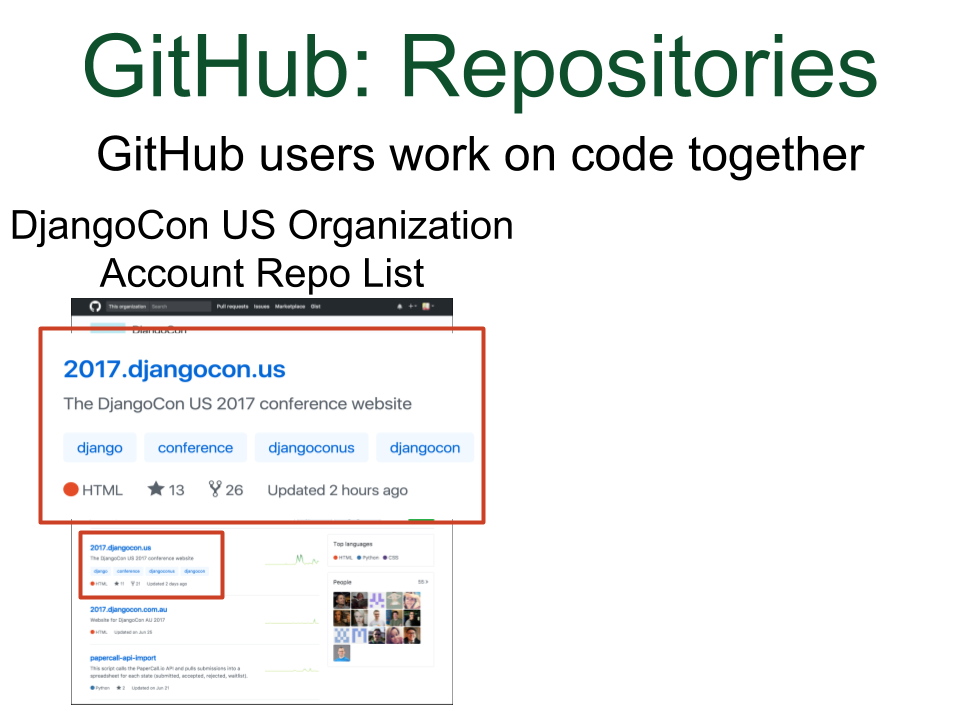 GitHub: Repositories
GitHub users work on code together
DjangoCon US Organization
Account Repo List
This organization Search Pull requests Issues Marketplace Gist
DjangoCon
2017.djangocon.us
The DjangoCon US 2017 conference website
django conference djangoconus djangocon
HTML 13 26 Updated 2 hours ago
2017.djangocon.us
The DjangoCon US 2017 conference website
django conference djangoconus djangocon
HTML 11 21 Updated 2 days ago
2017.djangocon.com.au
Website for DjangoCon AU 2017
HTML Updated on Jun 25
papercall-api-import
This script calls the PaperCall.io API and pulls submissions into a
spreadsheet for each state (submitted, accepted, rejected, waitlist).
Python 2 Updated on Jun 21
Top languages
HTML Python CSS
People